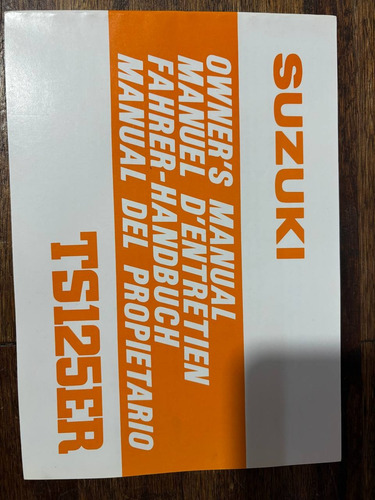 SUZUKI
OWNER'S MANUAL
MANUEL D'ENTRETIEN
FAHRER-HANDBUCH
MANUAL DEL PROPIETARIO
TS125ER